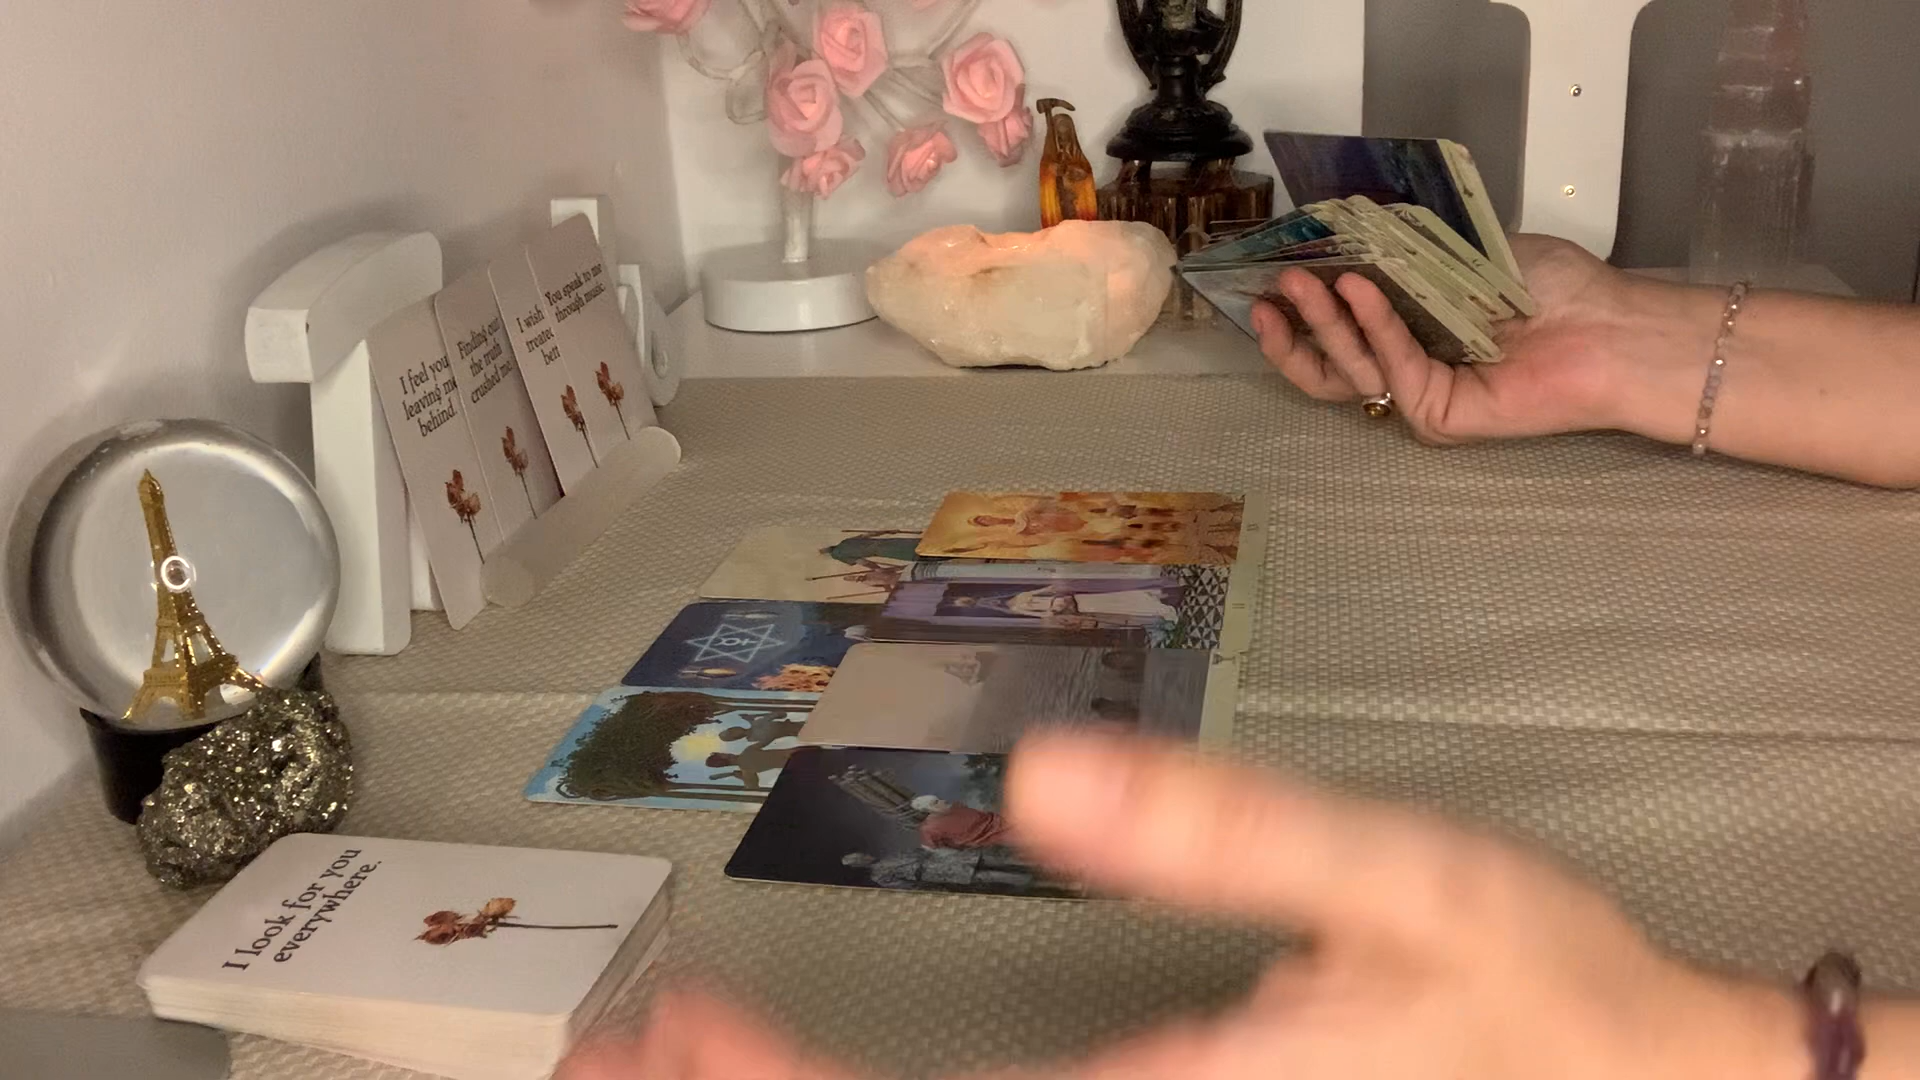 I feel you
leaving me
behind.
Finding out
the truth
crushed me.
I wish
treated
bett
You speak to me
through music.
I look for you
everywhere.